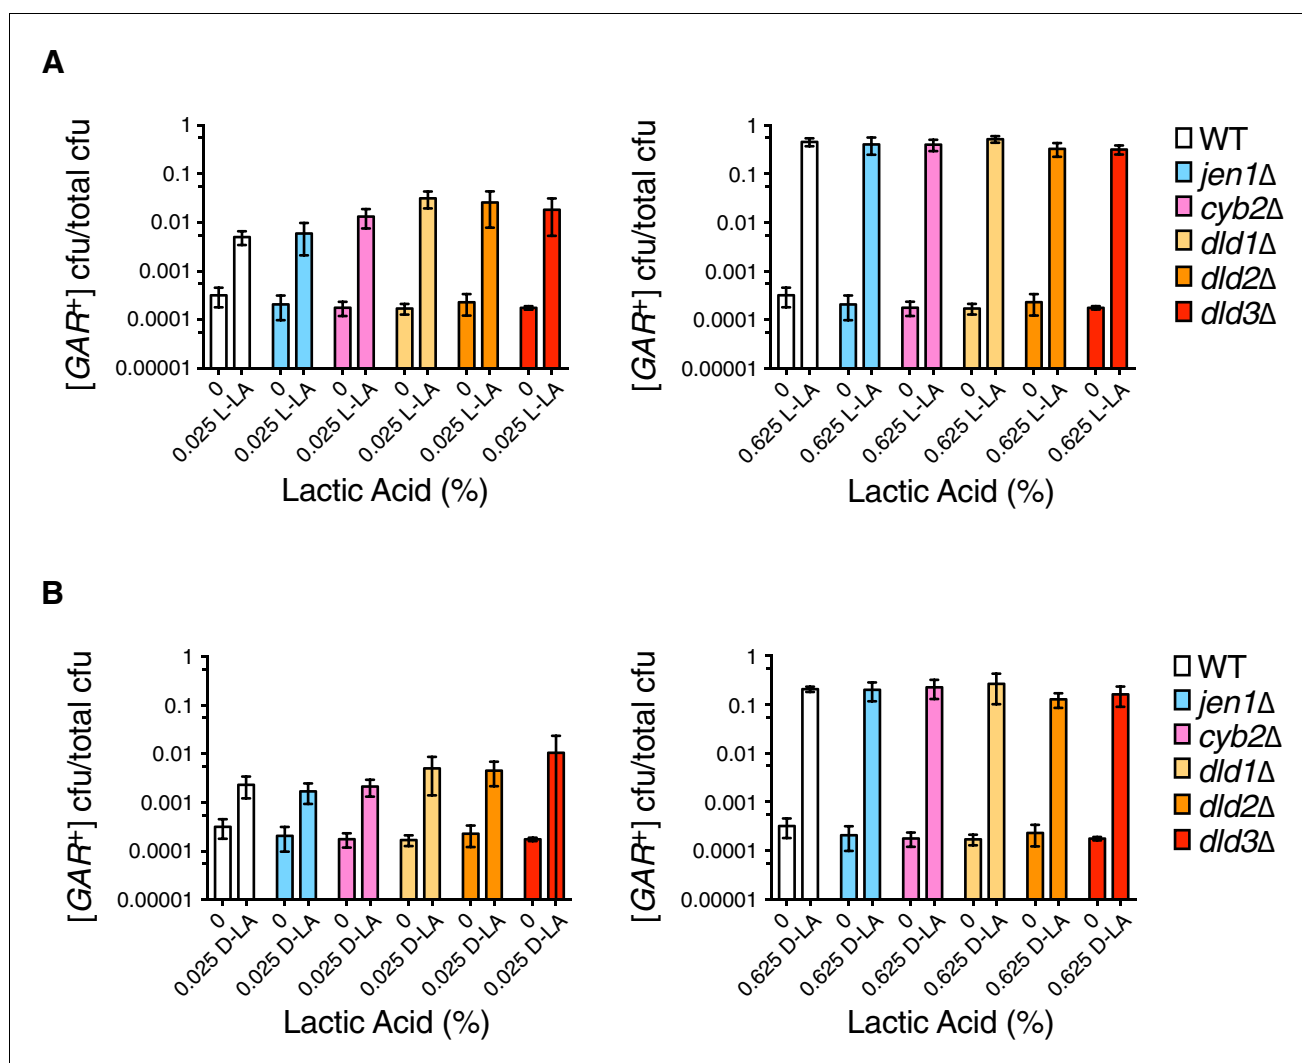 A
[GAR+] cfu/total cfu
1
0.1
0.01
0.001
0.0001
0.00001
0
0.025 L-LA
0
0.025 L-LA
0
0.025 L-LA
0
0.025 L-LA
0
0.025 L-LA
0
0.025 L-LA
Lactic Acid (%)
[GAR+] cfu/total cfu
1
0.1
0.01
0.001
0.0001
0.00001
0
0.625 L-LA
0
0.625 L-LA
0
0.625 L-LA
0
0.625 L-LA
0
0.625 L-LA
0
0.625 L-LA
Lactic Acid (%)
WT
jen1Δ
cyb2Δ
dld1Δ
dld2Δ
dld3Δ
B
[GAR+] cfu/total cfu
1
0.1
0.01
0.001
0.0001
0.00001
0
0.025 D-LA
0
0.025 D-LA
0
0.025 D-LA
0
0.025 D-LA
0
0.025 D-LA
0
0.025 D-LA
Lactic Acid (%)
[GAR+] cfu/total cfu
1
0.1
0.01
0.001
0.0001
0.00001
0
0.625 D-LA
0
0.625 D-LA
0
0.625 D-LA
0
0.625 D-LA
0
0.625 D-LA
0
0.625 D-LA
Lactic Acid (%)
WT
jen1Δ
cyb2Δ
dld1Δ
dld2Δ
dld3Δ